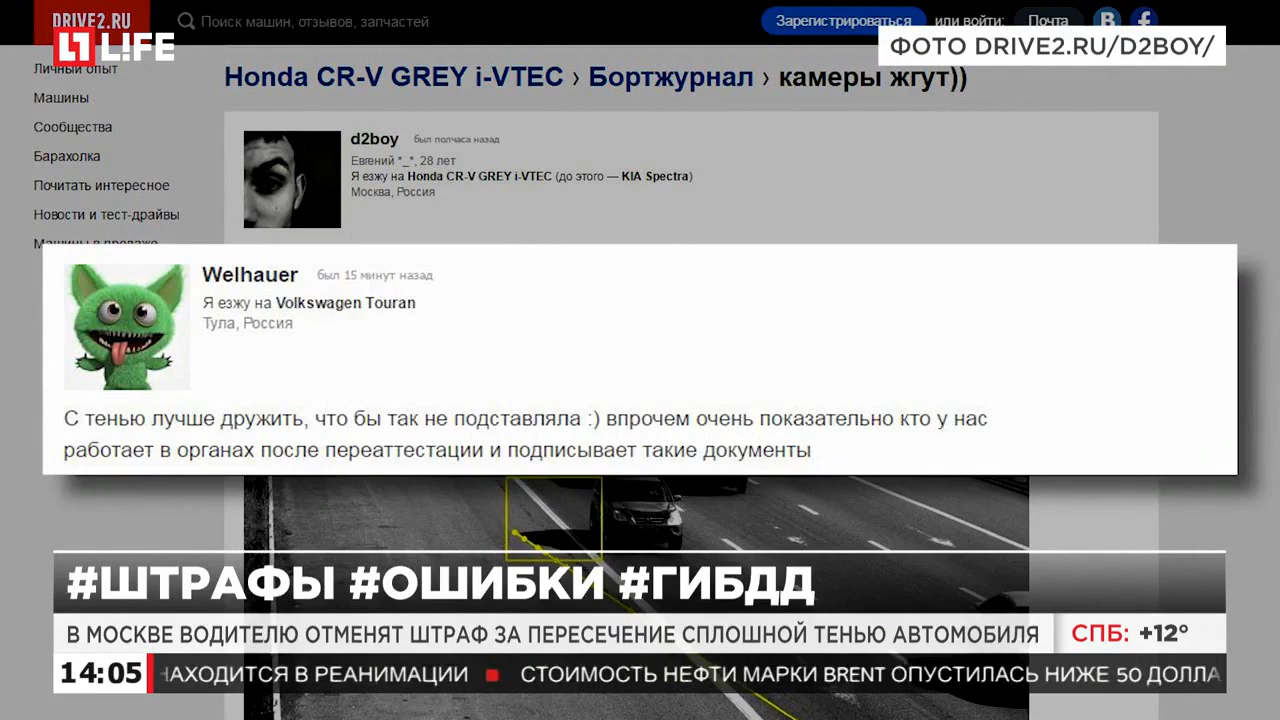 DRIVE2.RU
Поиск машин, отзывов, запчастей
Зарегистрироваться
или войти:
Почта
B
f
L!FE
ФОТО DRIVE2.RU/D2BOY/
Личный опыт
Машины
Сообщества
Барахолка
Почитать интересное
Новости и тест-драйвы
Машины в продаже
Honda CR-V GREY i-VTEC › Бортжурнал › камеры жгут))
d2boy был полчаса назад
Евгений *_*, 28 лет
Я езжу на Honda CR-V GREY i-VTEC (до этого — KIA Spectra)
Москва, Россия
Welhauer был 15 минут назад
Я езжу на Volkswagen Touran
Тула, Россия
С тенью лучше дружить, что бы так не подставляла :) впрочем очень показательно кто у нас
работает в органах после переаттестации и подписывает такие документы
#ШТРАФЫ #ОШИБКИ #ГИБДД
В МОСКВЕ ВОДИТЕЛЮ ОТМЕНЯТ ШТРАФ ЗА ПЕРЕСЕЧЕНИЕ СПЛОШНОЙ ТЕНЬЮ АВТОМОБИЛЯ
СПБ: +12°
14:05
НАХОДИТСЯ В РЕАНИМАЦИИ ■ СТОИМОСТЬ НЕФТИ МАРКИ BRENT ОПУСТИЛАСЬ НИЖЕ 50 ДОЛЛА